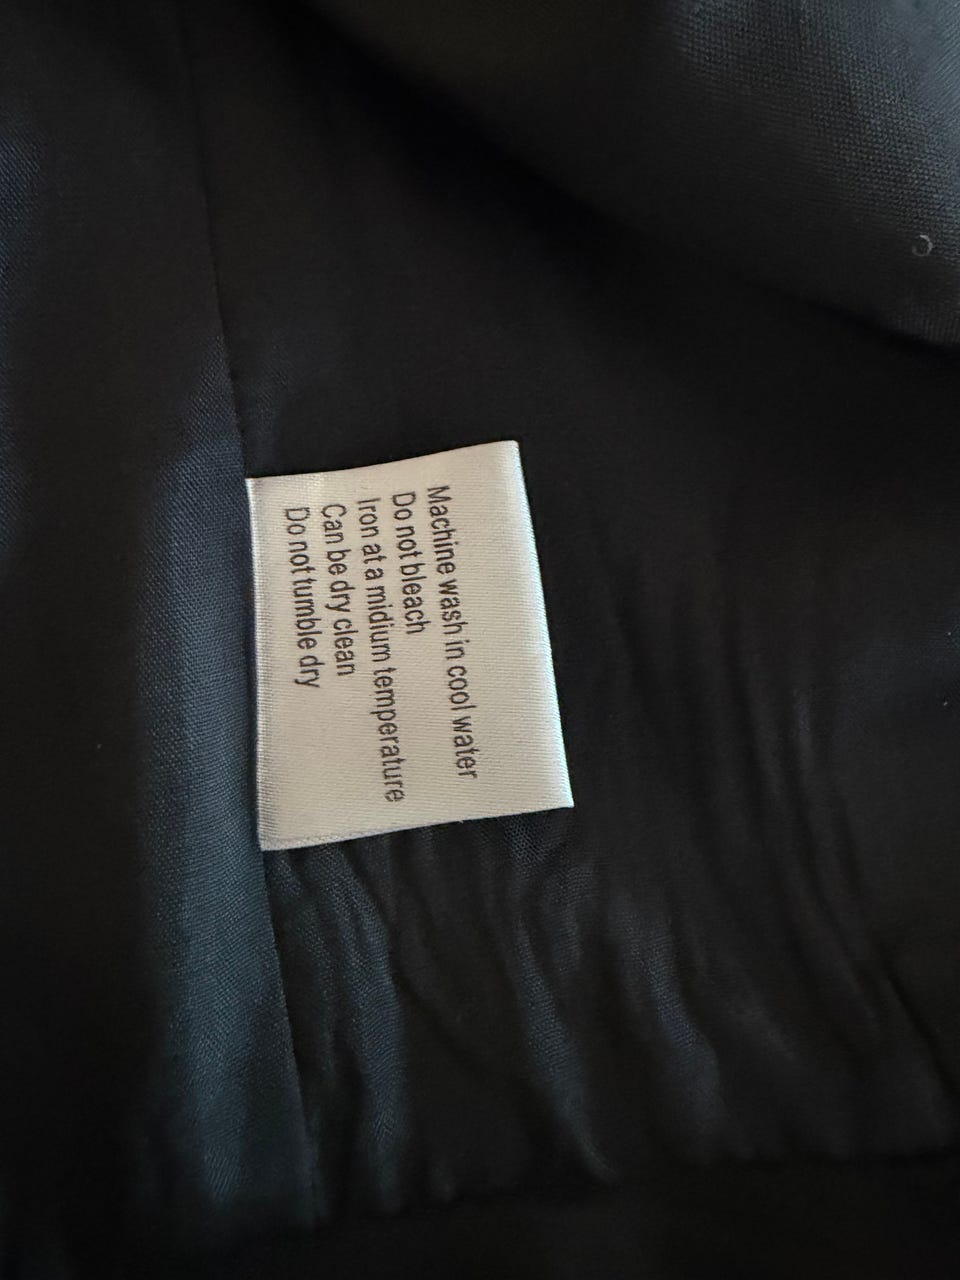 Machine wash in cool water
Do not bleach
Iron at a midium temperature
Can be dry clean
Do not tumble dry